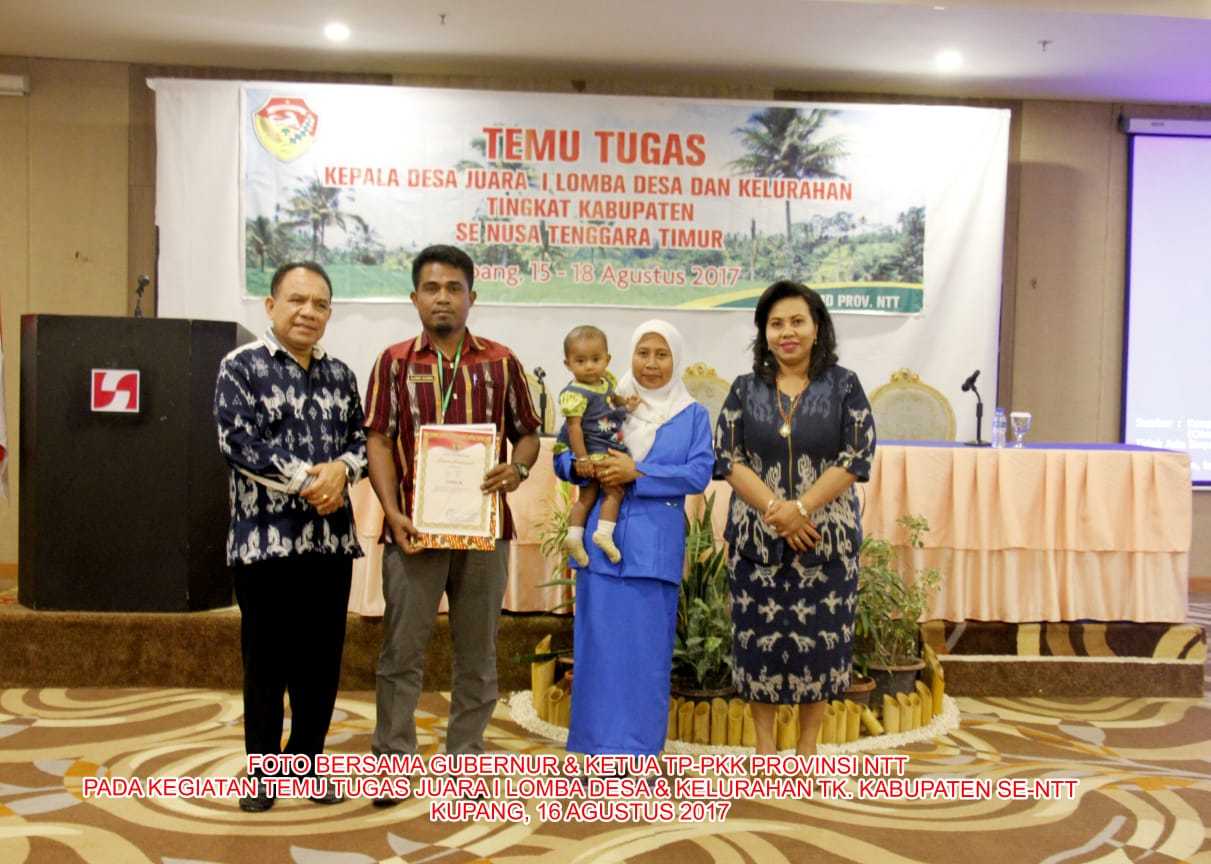 TEMU TUGAS
KEPALA DESA JUARA I LOMBA DESA DAN KELURAHAN
TINGKAT KABUPATEN
SE NUSA TENGGARA TIMUR
15 - 18 Agustus 2017
PROV. NTT
FOTO BERSAMA GUBERNUR & KETUA TP-PKK PROVINSI NTT
PADA KEGIATAN TEMU TUGAS JUARA I LOMBA DESA & KELURAHAN TK. KABUPATEN SE-NTT
KUPANG, 16 AGUSTUS 2017